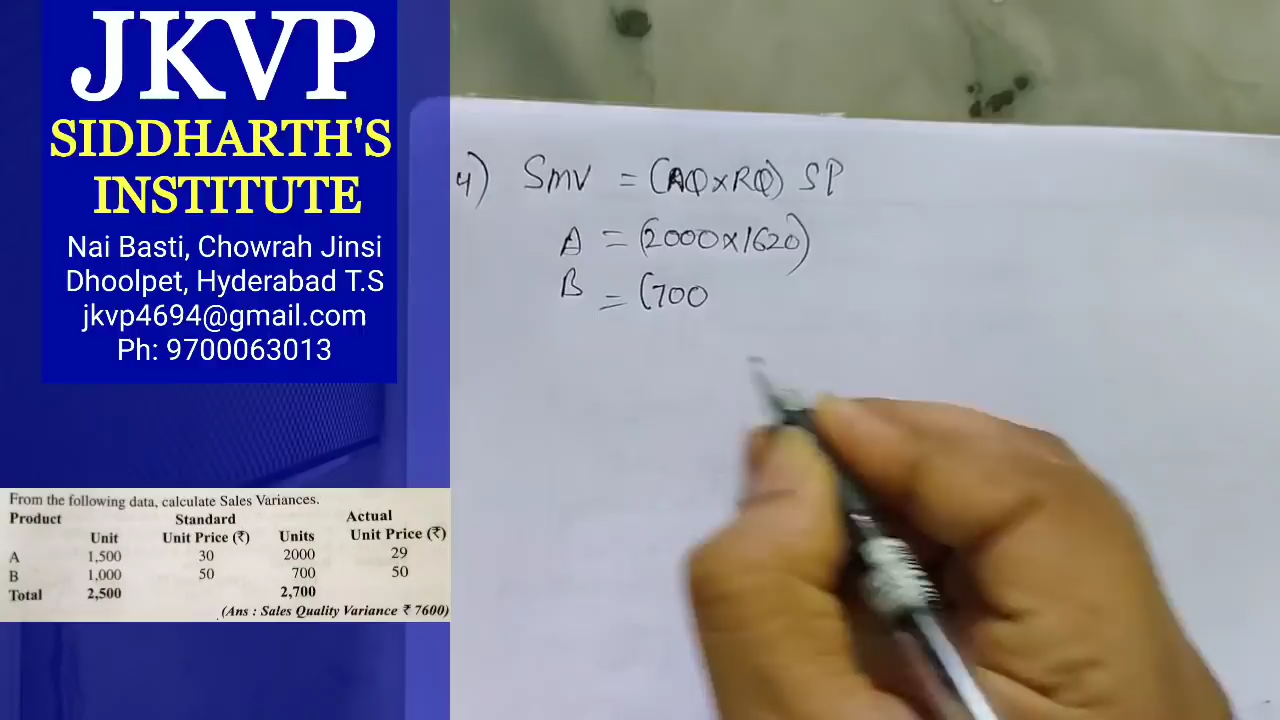 JKVP
SIDDHARTH'S
INSTITUTE
Nai Basti, Chowrah Jinsi
Dhoolpet, Hyderabad T.S
jkvp4694@gmail.com
Ph: 9700063013
From the following data, calculate Sales Variances.
Product Standard Actual
Unit Unit Price (₹) Units Unit Price (₹)
A 1,500 30 2000 29
B 1,000 50 700 50
Total 2,500 2,700
(Ans : Sales Quality Variance ₹ 7600)
4) SMV = (AQ×RQ) SP
A = (2000×1620)
B = (700